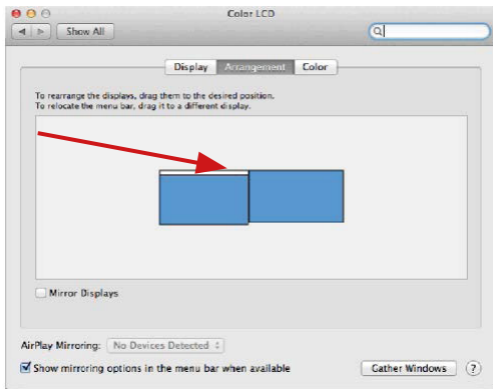 Color LCD
Show All
Display Arrangement Color
To rearrange the displays, drag them to the desired position.
To relocate the menu bar, drag it to a different display.
Mirror Displays
AirPlay Mirroring: No Devices Detected
Show mirroring options in the menu bar when available
Gather Windows ?